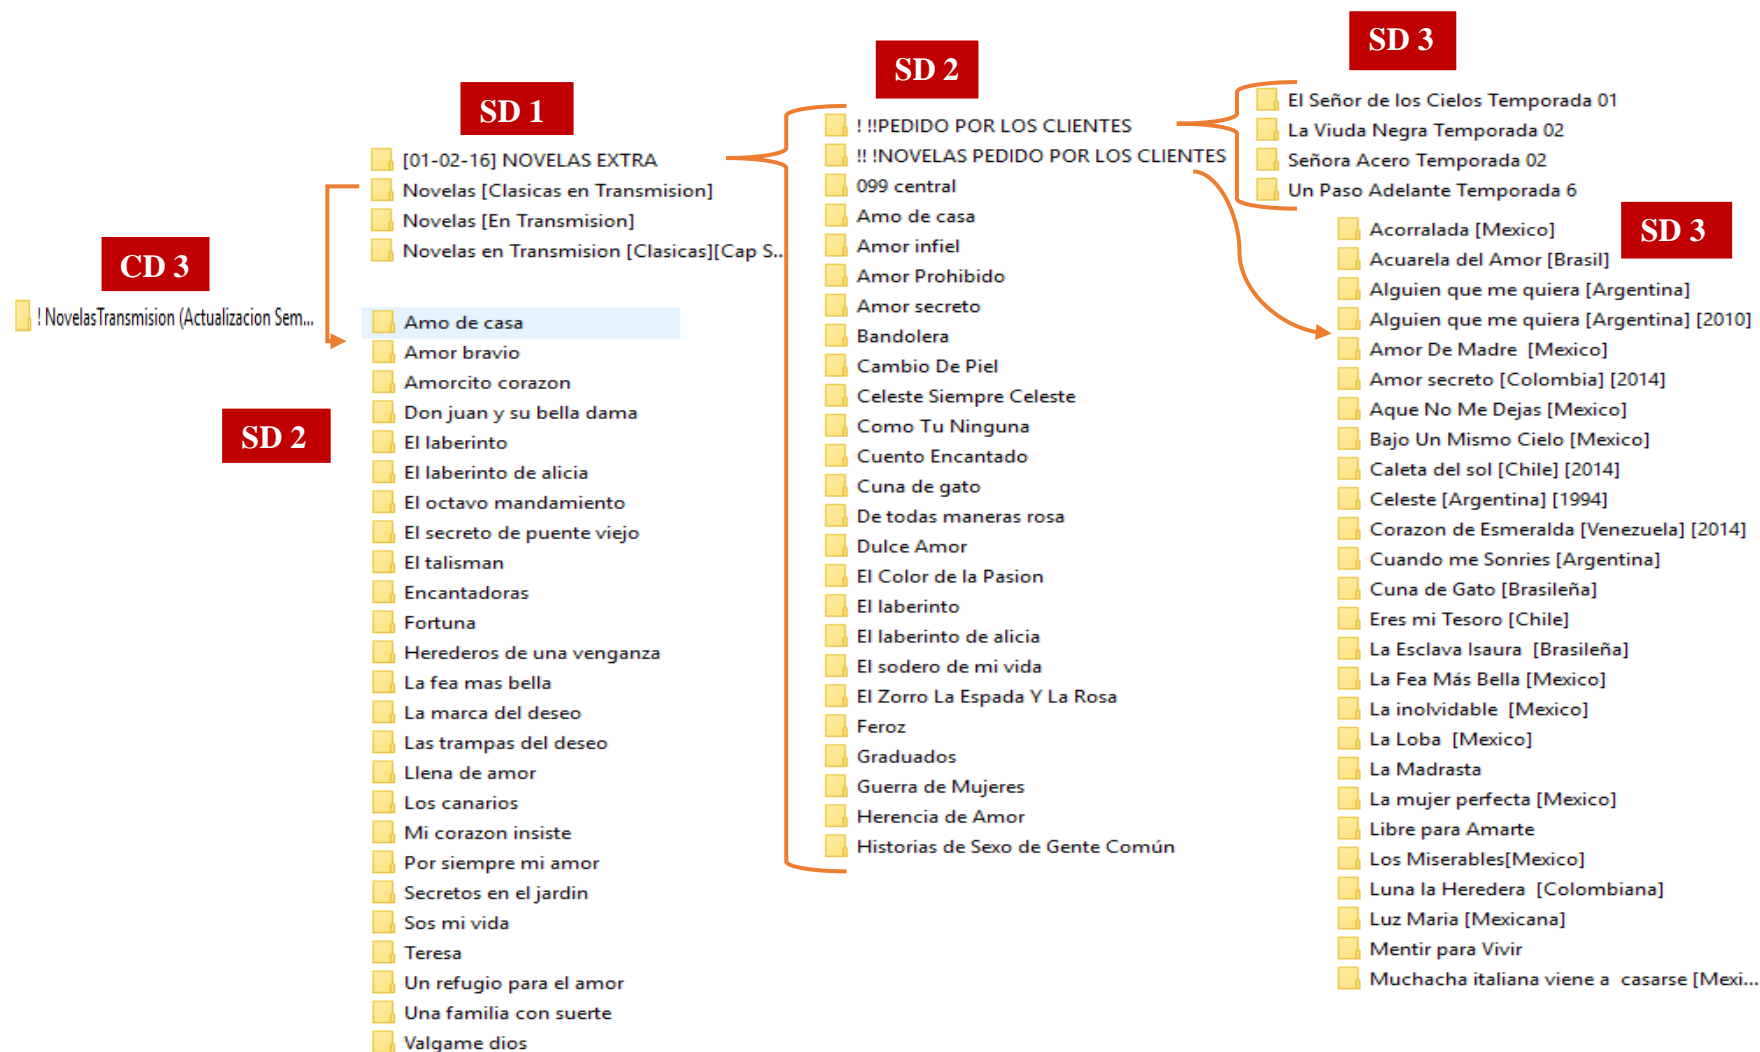 CD 3
! NovelasTransmision (Actualizacion Sem...
SD 1
[01-02-16] NOVELAS EXTRA
Novelas [Clasicas en Transmision]
Novelas [En Transmision]
Novelas en Transmision [Clasicas][Cap S...
SD 2
Amo de casa
Amor bravio
Amorcito corazon
Don juan y su bella dama
El laberinto
El laberinto de alicia
El octavo mandamiento
El secreto de puente viejo
El talisman
Encantadoras
Fortuna
Herederos de una venganza
La fea mas bella
La marca del deseo
Las trampas del deseo
Llena de amor
Los canarios
Mi corazon insiste
Por siempre mi amor
Secretos en el jardin
Sos mi vida
Teresa
Un refugio para el amor
Una familia con suerte
Valgame dios
SD 2
! !!PEDIDO POR LOS CLIENTES
!! !NOVELAS PEDIDO POR LOS CLIENTES
099 central
Amo de casa
Amor infiel
Amor Prohibido
Amor secreto
Bandolera
Cambio De Piel
Celeste Siempre Celeste
Como Tu Ninguna
Cuento Encantado
Cuna de gato
De todas maneras rosa
Dulce Amor
El Color de la Pasion
El laberinto
El laberinto de alicia
El sodero de mi vida
El Zorro La Espada Y La Rosa
Feroz
Graduados
Guerra de Mujeres
Herencia de Amor
Historias de Sexo de Gente Común
SD 3
El Señor de los Cielos Temporada 01
La Viuda Negra Temporada 02
Señora Acero Temporada 02
Un Paso Adelante Temporada 6
SD 3
Acorralada [Mexico]
Acuarela del Amor [Brasil]
Alguien que me quiera [Argentina]
Alguien que me quiera [Argentina] [2010]
Amor De Madre  [Mexico]
Amor secreto [Colombia] [2014]
Aque No Me Dejas [Mexico]
Bajo Un Mismo Cielo [Mexico]
Caleta del sol [Chile] [2014]
Celeste [Argentina] [1994]
Corazon de Esmeralda [Venezuela] [2014]
Cuando me Sonries [Argentina]
Cuna de Gato [Brasileña]
Eres mi Tesoro [Chile]
La Esclava Isaura  [Brasileña]
La Fea Más Bella [Mexico]
La inolvidable  [Mexico]
La Loba  [Mexico]
La Madrasta
La mujer perfecta [Mexico]
Libre para Amarte
Los Miserables[Mexico]
Luna la Heredera  [Colombiana]
Luz Maria [Mexicana]
Mentir para Vivir
Muchacha italiana viene a  casarse [Mexi...